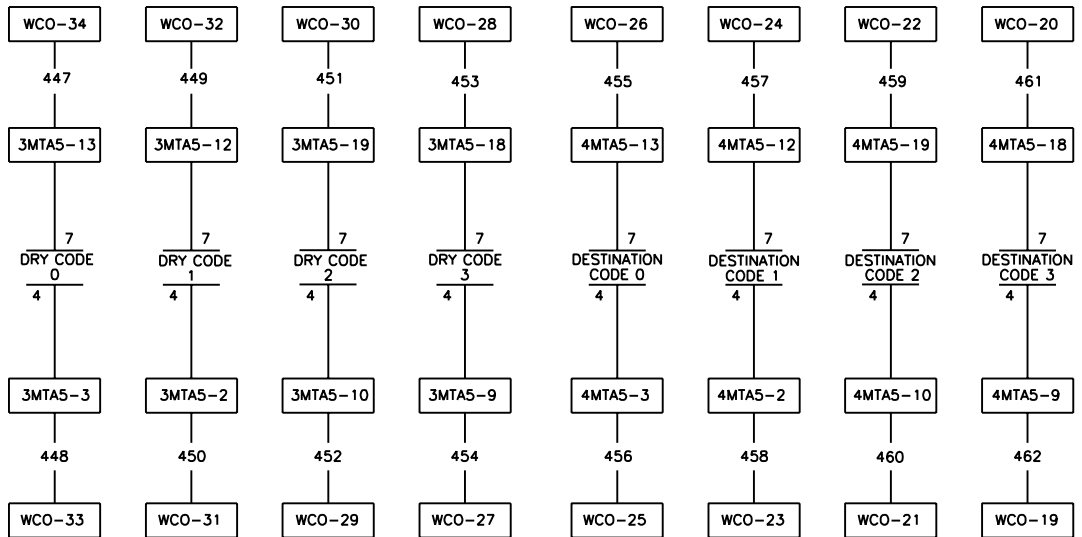 WCO-34 WCO-32 WCO-30 WCO-28 WCO-26 WCO-24 WCO-22 WCO-20
447 449 451 453 455 457 459 461
3MTA5-13 3MTA5-12 3MTA5-19 3MTA5-18 4MTA5-13 4MTA5-12 4MTA5-19 4MTA5-18
7 7 7 7 7 7 7 7
DRY CODE DRY CODE DRY CODE DRY CODE DESTINATION DESTINATION DESTINATION DESTINATION
0 1 2 3 CODE 0 CODE 1 CODE 2 CODE 3
4 4 4 4 4 4 4 4
3MTA5-3 3MTA5-2 3MTA5-10 3MTA5-9 4MTA5-3 4MTA5-2 4MTA5-10 4MTA5-9
448 450 452 454 456 458 460 462
WCO-33 WCO-31 WCO-29 WCO-27 WCO-25 WCO-23 WCO-21 WCO-19